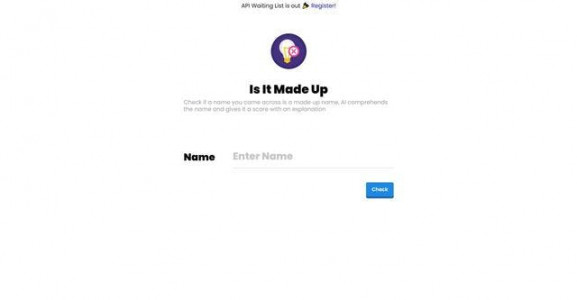 API Waiting List is out 🎉 Register!
Is It Made Up
Check if a name you come across is a made-up name, AI comprehends
the name and gives it a score with an explanation
Name
Enter Name
Check